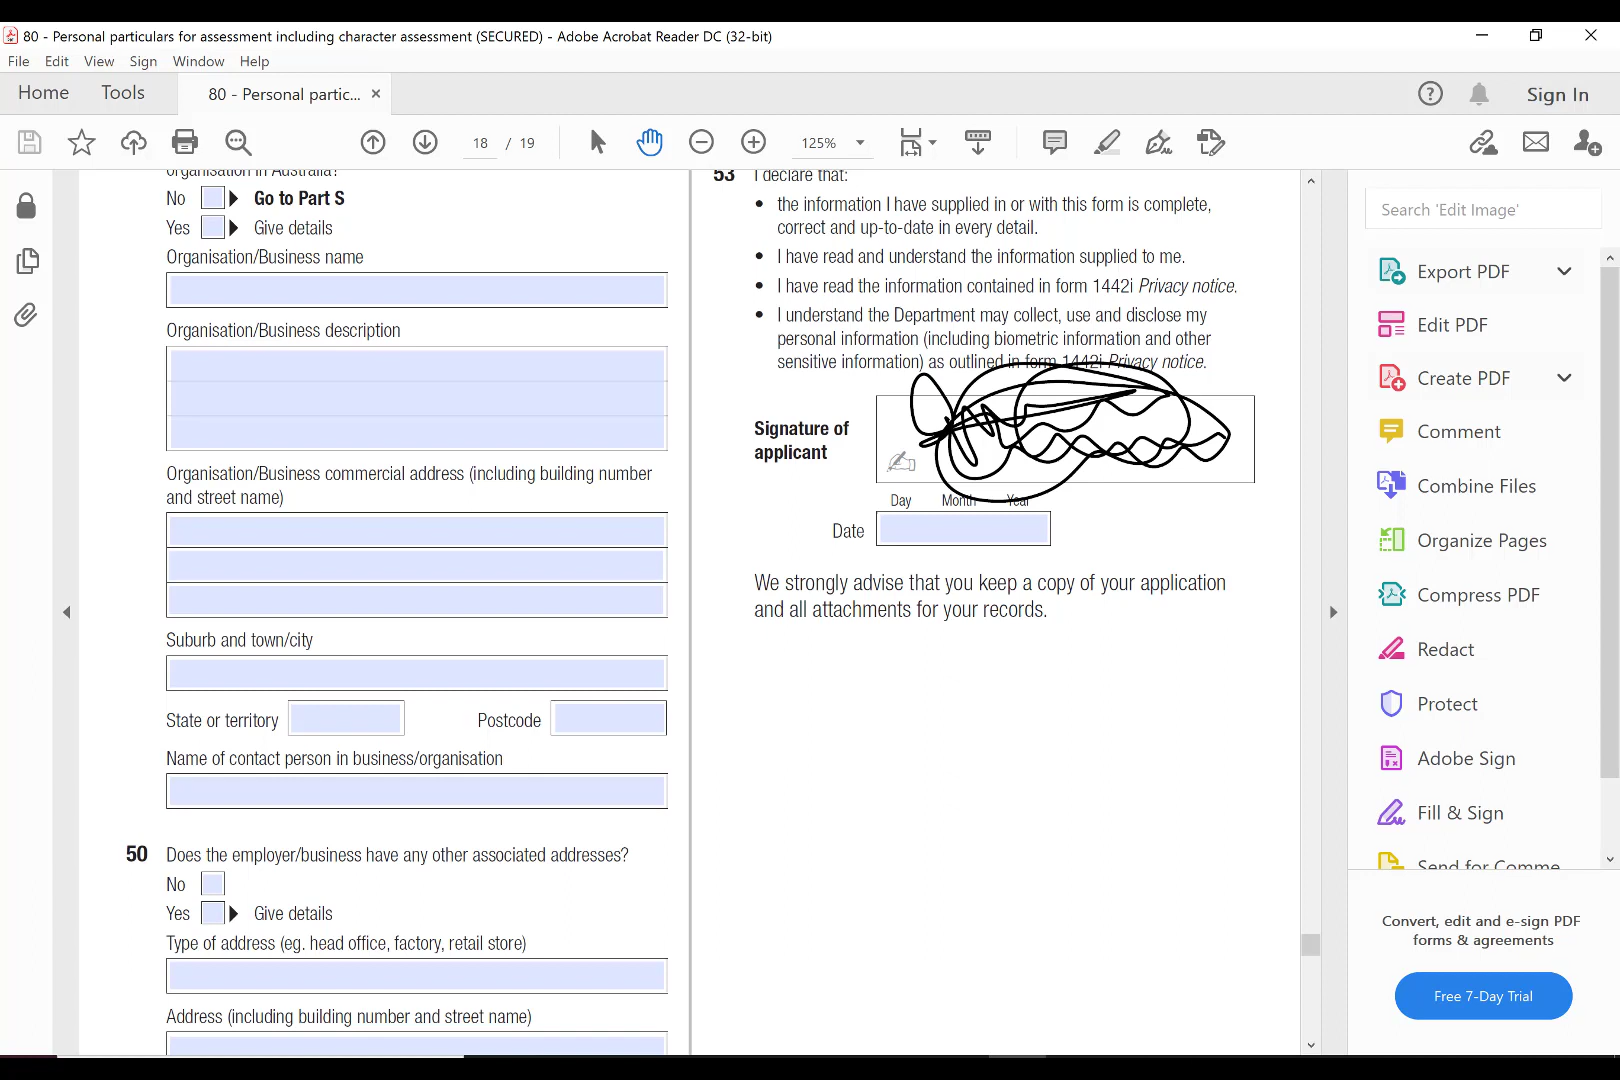 80 - Personal particulars for assessment including character assessment (SECURED) - Adobe Acrobat Reader DC (32-bit)
File Edit View Sign Window Help
Home Tools 80 - Personal partic... Sign In
18 / 19 125%
organisation in Australia?
No Go to Part S
Yes Give details
Organisation/Business name
Organisation/Business description
Organisation/Business commercial address (including building number
and street name)
Suburb and town/city
State or territory Postcode
Name of contact person in business/organisation
50 Does the employer/business have any other associated addresses?
No
Yes Give details
Type of address (eg. head office, factory, retail store)
Address (including building number and street name)
53 I declare that:
• the information I have supplied in or with this form is complete,
correct and up-to-date in every detail.
• I have read and understand the information supplied to me.
• I have read the information contained in form 1442i Privacy notice.
• I understand the Department may collect, use and disclose my
personal information (including biometric information and other
sensitive information) as outlined in form 1442i Privacy notice.
Signature of
applicant
Day Month Year
Date
We strongly advise that you keep a copy of your application
and all attachments for your records.
Search 'Edit Image'
Export PDF
Edit PDF
Create PDF
Comment
Combine Files
Organize Pages
Compress PDF
Redact
Protect
Adobe Sign
Fill & Sign
Send for Comme
Convert, edit and e-sign PDF
forms & agreements
Free 7-Day Trial